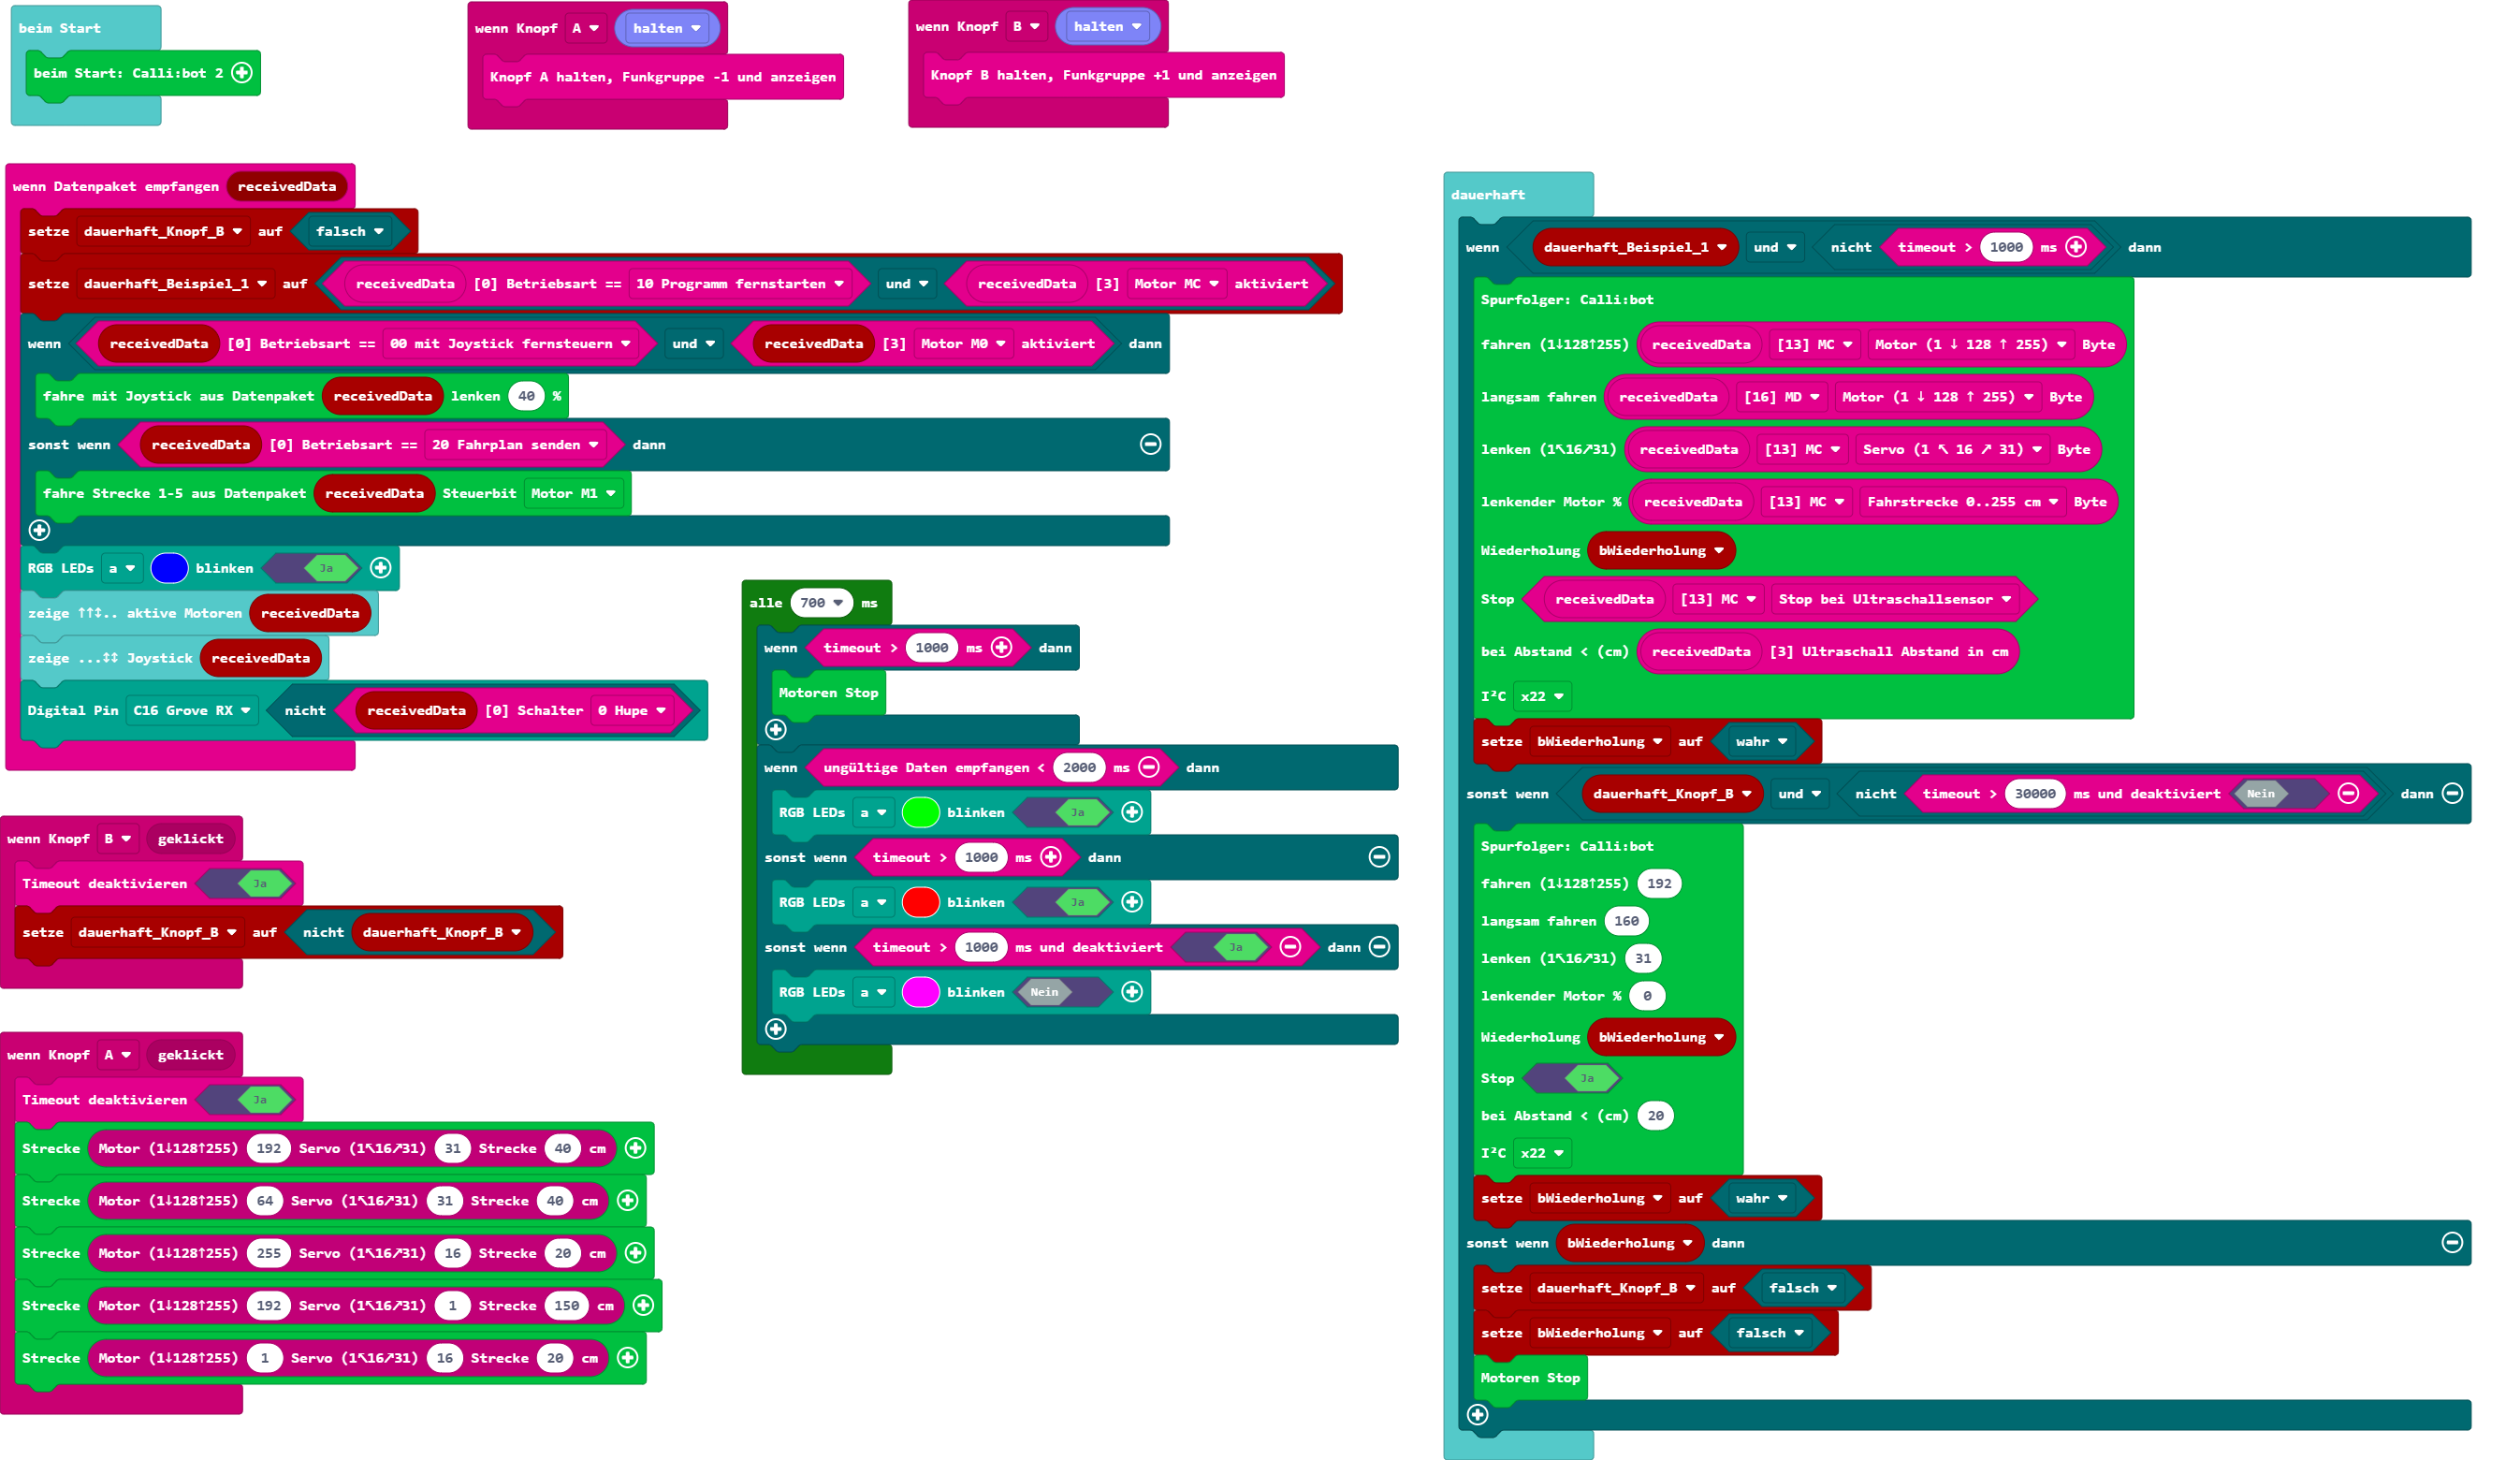 beim Start
beim Start: Calli:bot 2
wenn Knopf A halten
Knopf A halten, Funkgruppe -1 und anzeigen
wenn Knopf B halten
Knopf B halten, Funkgruppe +1 und anzeigen
wenn Datenpaket empfangen receivedData
setze dauerhaft_Knopf_B auf falsch
setze dauerhaft_Beispiel_1 auf receivedData [0] Betriebsart == 10 Programm fernstarten und receivedData [3] Motor MC aktiviert
wenn receivedData [0] Betriebsart == 00 mit Joystick fernsteuern und receivedData [3] Motor M0 aktiviert dann
fahre mit Joystick aus Datenpaket receivedData lenken 40 %
sonst wenn receivedData [0] Betriebsart == 20 Fahrplan senden dann
fahre Strecke 1-5 aus Datenpaket receivedData Steuerbit Motor M1
RGB LEDs a blinken Ja
zeige ↑↑↕.. aktive Motoren receivedData
zeige ...↕↕ Joystick receivedData
Digital Pin C16 Grove RX nicht receivedData [0] Schalter 0 Hupe
wenn Knopf B geklickt
Timeout deaktivieren Ja
setze dauerhaft_Knopf_B auf nicht dauerhaft_Knopf_B
wenn Knopf A geklickt
Timeout deaktivieren Ja
Strecke Motor (1↓128↑255) 192 Servo (1↖16↗31) 31 Strecke 40 cm
Strecke Motor (1↓128↑255) 64 Servo (1↖16↗31) 31 Strecke 40 cm
Strecke Motor (1↓128↑255) 255 Servo (1↖16↗31) 16 Strecke 20 cm
Strecke Motor (1↓128↑255) 192 Servo (1↖16↗31) 1 Strecke 150 cm
Strecke Motor (1↓128↑255) 1 Servo (1↖16↗31) 16 Strecke 20 cm
alle 700 ms
wenn timeout > 1000 ms dann
Motoren Stop
wenn ungültige Daten empfangen < 2000 ms dann
RGB LEDs a blinken Ja
sonst wenn timeout > 1000 ms dann
RGB LEDs a blinken Ja
sonst wenn timeout > 1000 ms und deaktiviert Ja dann
RGB LEDs a blinken Nein
dauerhaft
wenn dauerhaft_Beispiel_1 und nicht timeout > 1000 ms dann
Spurfolger: Calli:bot
fahren (1↓128↑255) receivedData [13] MC Motor (1 ↓ 128 ↑ 255) Byte
langsam fahren receivedData [16] MD Motor (1 ↓ 128 ↑ 255) Byte
lenken (1↖16↗31) receivedData [13] MC Servo (1 ↖ 16 ↗ 31) Byte
lenkender Motor % receivedData [13] MC Fahrstrecke 0..255 cm Byte
Wiederholung bWiederholung
Stop receivedData [13] MC Stop bei Ultraschallsensor
bei Abstand < (cm) receivedData [3] Ultraschall Abstand in cm
I²C x22
setze bWiederholung auf wahr
sonst wenn dauerhaft_Knopf_B und nicht timeout > 30000 ms und deaktiviert Nein dann
Spurfolger: Calli:bot
fahren (1↓128↑255) 192
langsam fahren 160
lenken (1↖16↗31) 31
lenkender Motor % 0
Wiederholung bWiederholung
Stop Ja
bei Abstand < (cm) 20
I²C x22
setze bWiederholung auf wahr
sonst wenn bWiederholung dann
setze dauerhaft_Knopf_B auf falsch
setze bWiederholung auf falsch
Motoren Stop